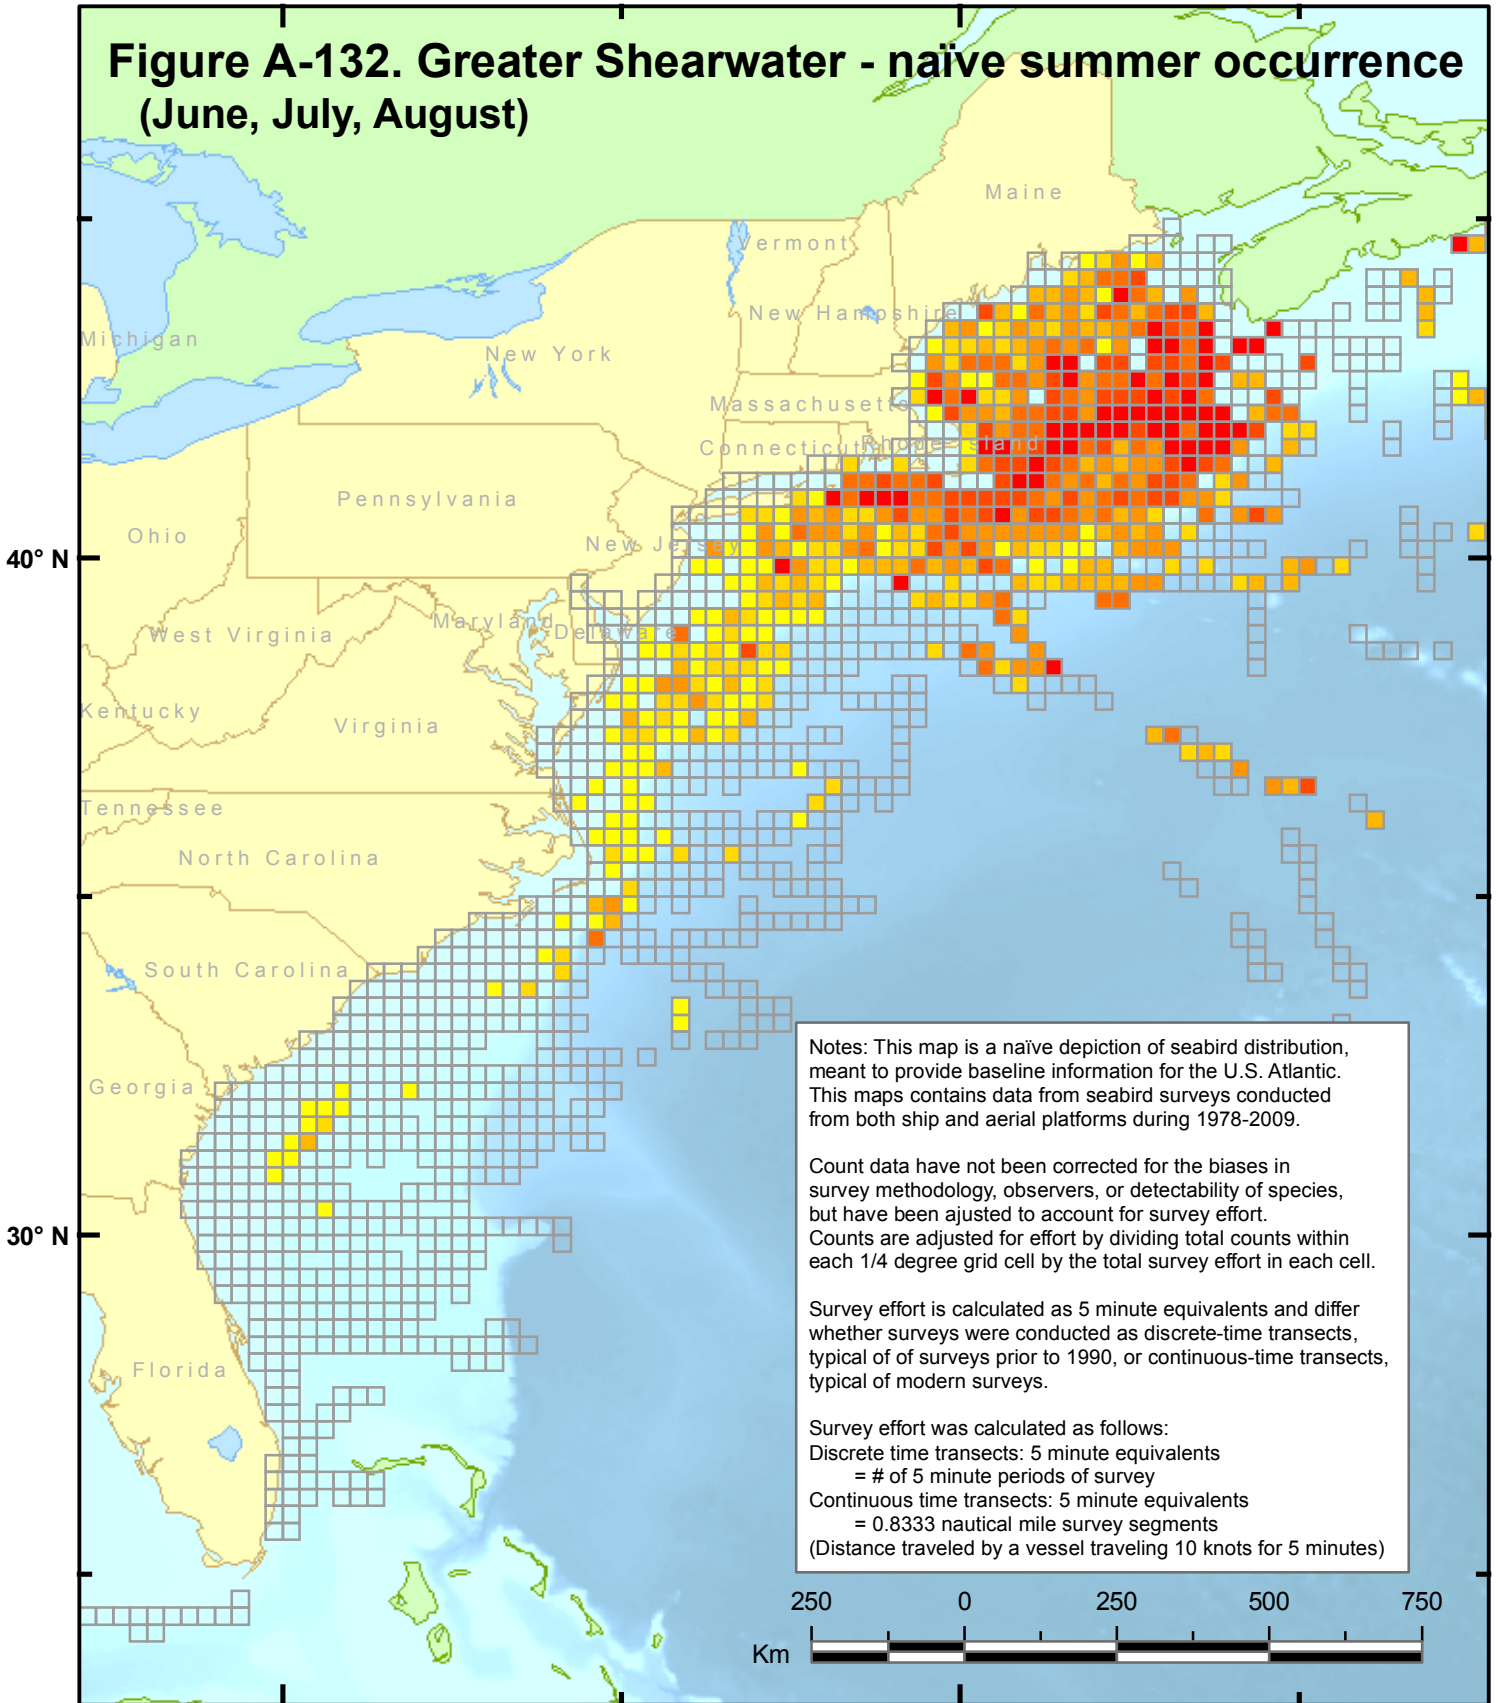 Figure A-132. Greater Shearwater - naïve summer occurrence
(June, July, August)
Maine
Vermont
New Hampshire
Michigan
New York
Massachusetts
Connecticut
Rhode Island
Pennsylvania
Ohio
New Jersey
40° N
Maryland
Delaware
West Virginia
Kentucky
Virginia
Tennessee
North Carolina
South Carolina
Georgia
30° N
Florida
Notes: This map is a naïve depiction of seabird distribution,
meant to provide baseline information for the U.S. Atlantic.
This maps contains data from seabird surveys conducted
from both ship and aerial platforms during 1978-2009.
Count data have not been corrected for the biases in
survey methodology, observers, or detectability of species,
but have been ajusted to account for survey effort.
Counts are adjusted for effort by dividing total counts within
each 1/4 degree grid cell by the total survey effort in each cell.
Survey effort is calculated as 5 minute equivalents and differ
whether surveys were conducted as discrete-time transects,
typical of of surveys prior to 1990, or continuous-time transects,
typical of modern surveys.
Survey effort was calculated as follows:
Discrete time transects: 5 minute equivalents
= # of 5 minute periods of survey
Continuous time transects: 5 minute equivalents
= 0.8333 nautical mile survey segments
(Distance traveled by a vessel traveling 10 knots for 5 minutes)
250 0 250 500 750
Km